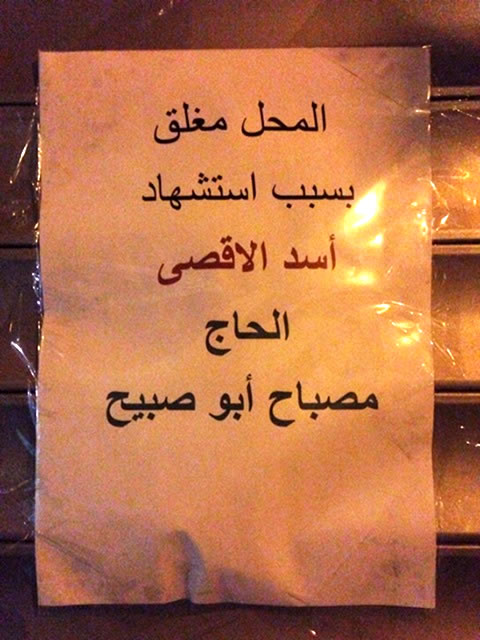 المحل مغلق
بسبب استشهاد
أسد الاقصى
الحاج
مصباح أبو صبيح